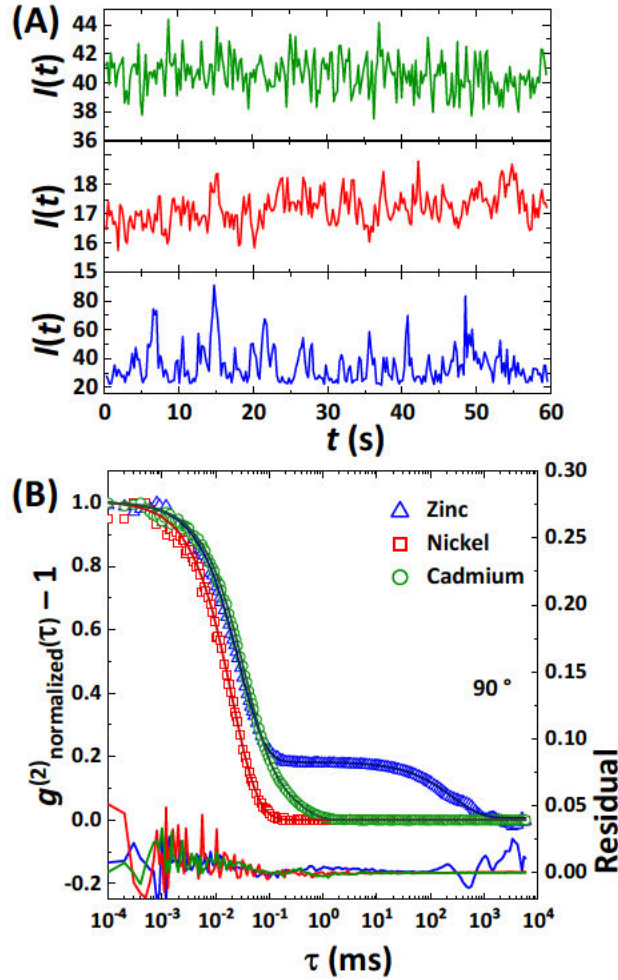 (A)
44
42
40
38
36
I(t)
18
17
16
15
I(t)
80
60
40
20
I(t)
0 10 20 30 40 50 60
t (s)
(B)
1.0
0.8
0.6
0.4
0.2
0.0
-0.2
g⁽²⁾normalized(τ) − 1
Zinc
Nickel
Cadmium
90 °
0.30
0.25
0.20
0.15
0.10
0.05
0.00
Residual
10⁻⁴ 10⁻³ 10⁻² 10⁻¹ 10⁰ 10¹ 10² 10³ 10⁴
τ (ms)